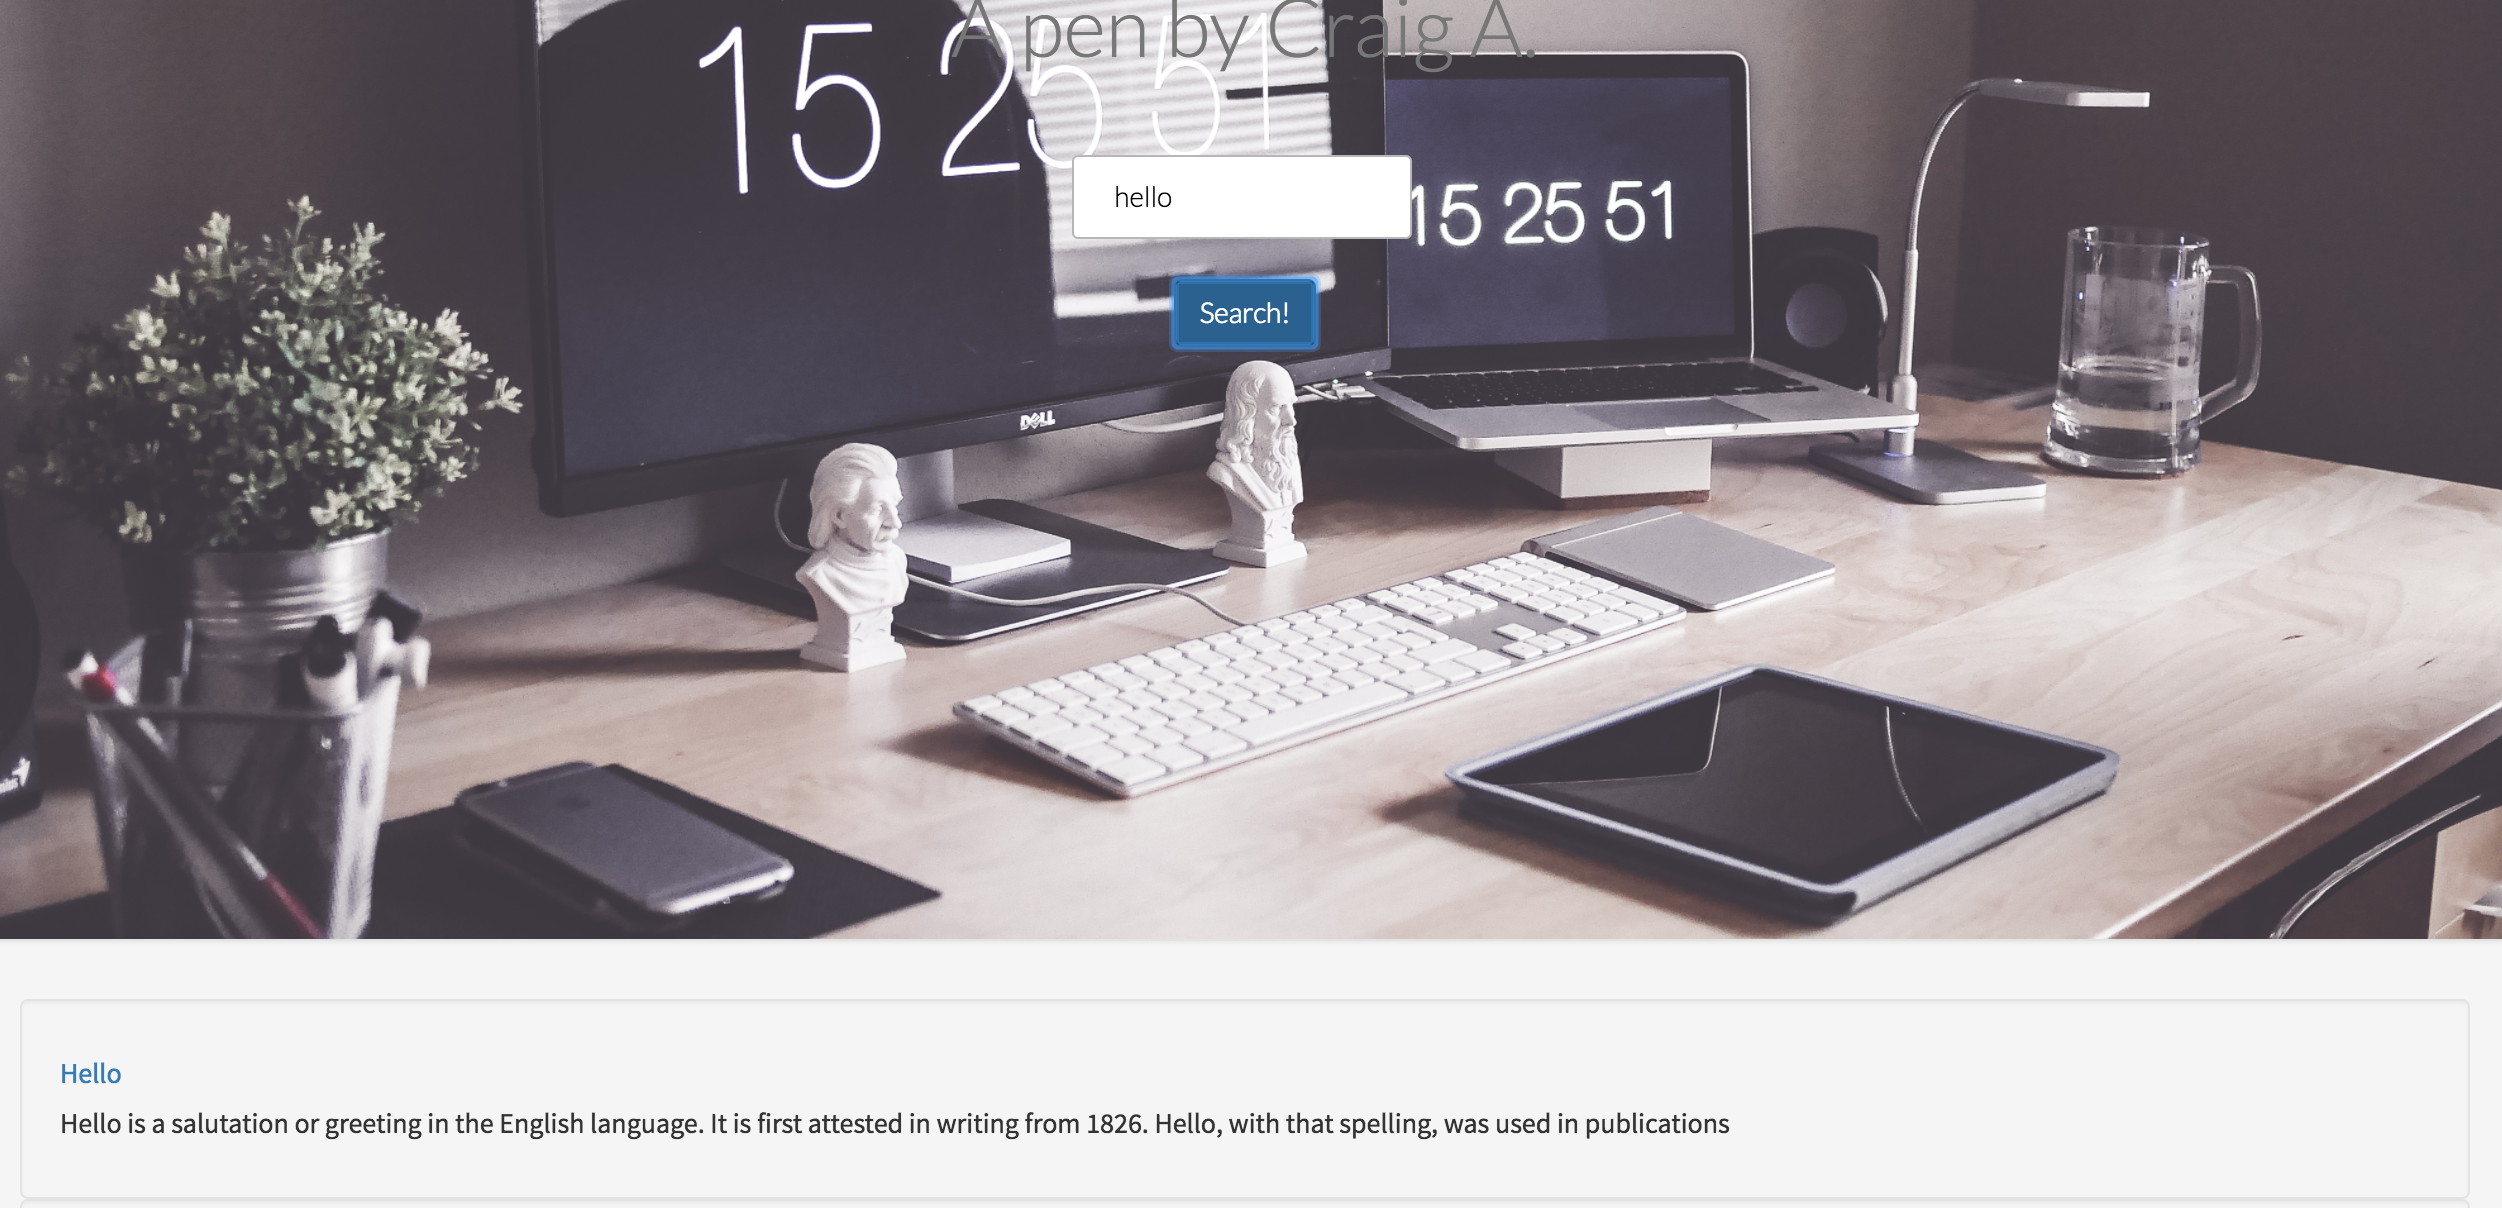 A pen by Craig A.
15 25 51
hello
15 25 51
Search!
DELL
Hello
Hello is a salutation or greeting in the English language. It is first attested in writing from 1826. Hello, with that spelling, was used in publications